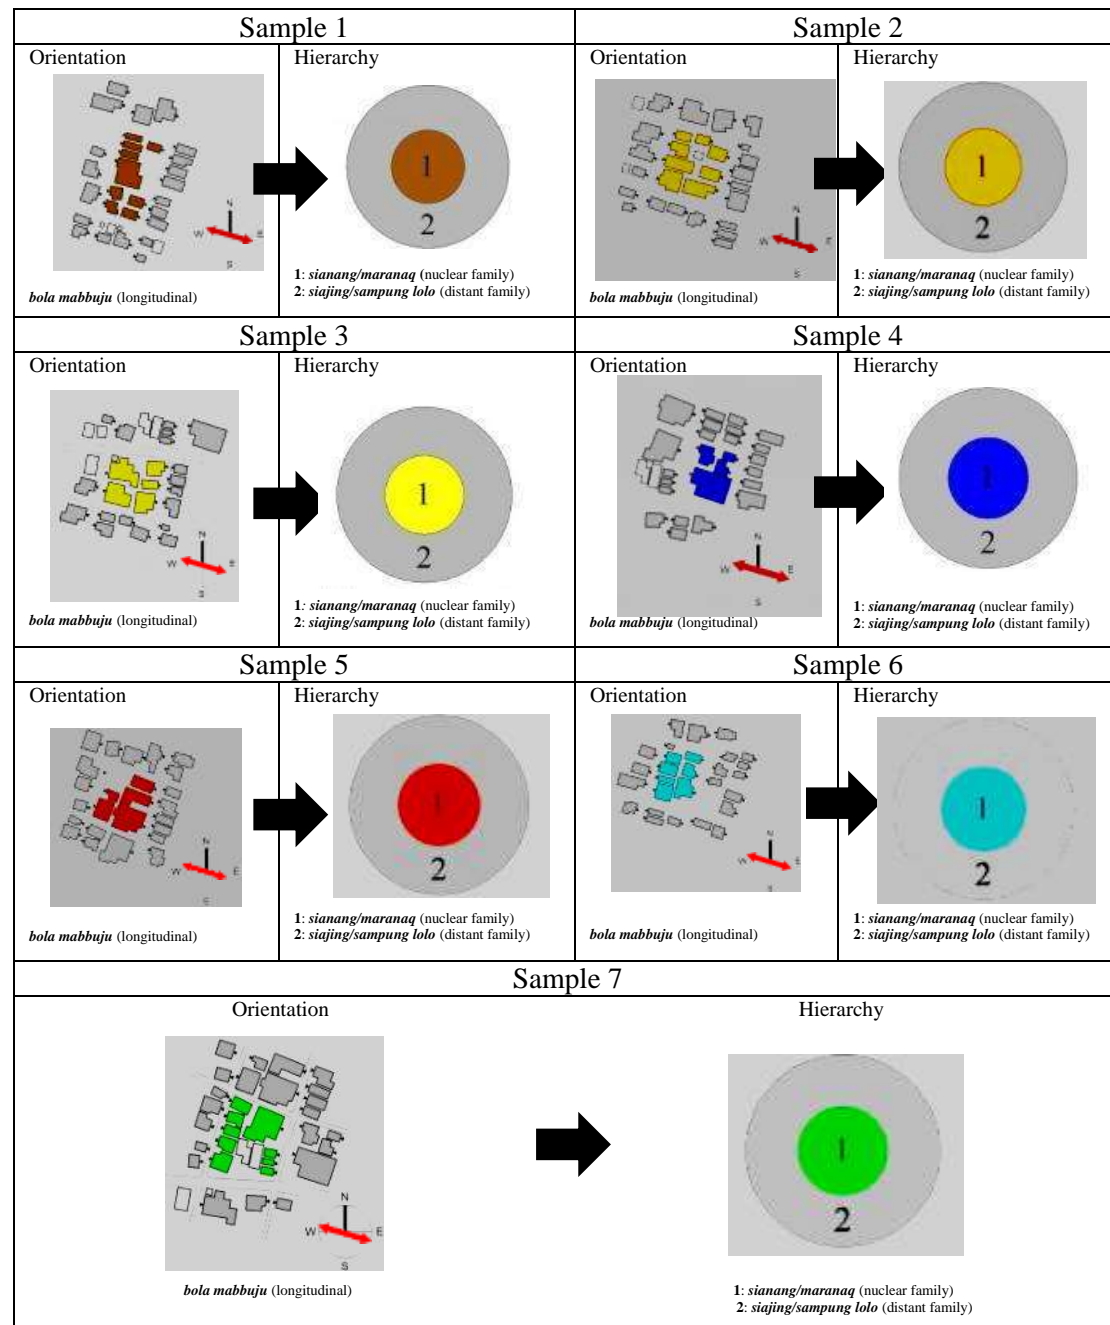 Sample 1
Sample 2
Orientation
Hierarchy
Orientation
Hierarchy
N
W
E
S
1
2
bola mabbuju (longitudinal)
1: sianang/maranaq (nuclear family)
2: siajing/sampung lolo (distant family)
N
W
E
S
1
2
bola mabbuju (longitudinal)
1: sianang/maranaq (nuclear family)
2: siajing/sampung lolo (distant family)
Sample 3
Sample 4
Orientation
Hierarchy
Orientation
Hierarchy
N
W
E
S
1
2
bola mabbuju (longitudinal)
1: sianang/maranaq (nuclear family)
2: siajing/sampung lolo (distant family)
N
W
E
S
1
2
bola mabbuju (longitudinal)
1: sianang/maranaq (nuclear family)
2: siajing/sampung lolo (distant family)
Sample 5
Sample 6
Orientation
Hierarchy
Orientation
Hierarchy
N
W
E
E
1
2
bola mabbuju (longitudinal)
1: sianang/maranaq (nuclear family)
2: siajing/sampung lolo (distant family)
N
W
E
S
1
2
bola mabbuju (longitudinal)
1: sianang/maranaq (nuclear family)
2: siajing/sampung lolo (distant family)
Sample 7
Orientation
Hierarchy
N
W
E
S
1
2
bola mabbuju (longitudinal)
1: sianang/maranaq (nuclear family)
2: siajing/sampung lolo (distant family)